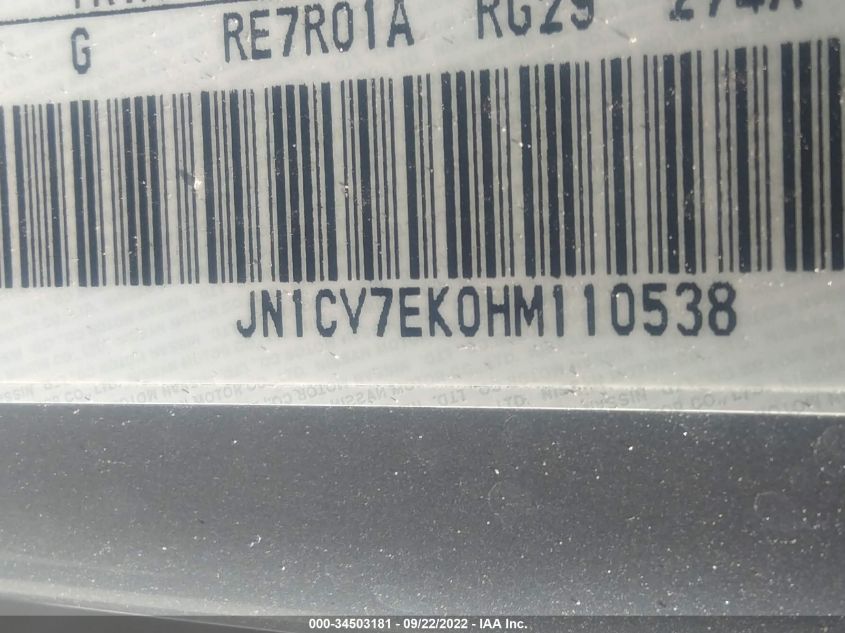 G RE7R01A RG29
JN1CV7EK0HM110538
000-34503181 - 09/22/2022 - IAA Inc.